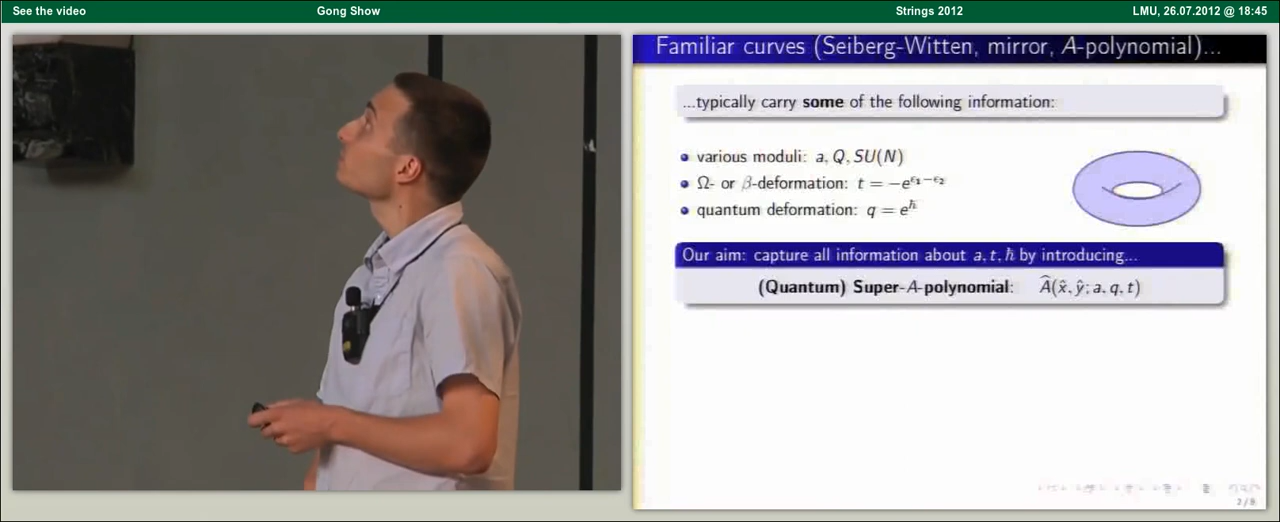 See the video
Gong Show
Strings 2012
LMU, 26.07.2012 @ 18:45
Familiar curves (Seiberg-Witten, mirror, A-polynomial)...
...typically carry some of the following information:
various moduli: a, Q, SU(N)
Ω- or β-deformation: t = −e^{ε₁−ε₂}
quantum deformation: q = e^ℏ
Our aim: capture all information about a, t, ℏ by introducing...
(Quantum) Super-A-polynomial: Â(x̂, ŷ; a, q, t)
2/8